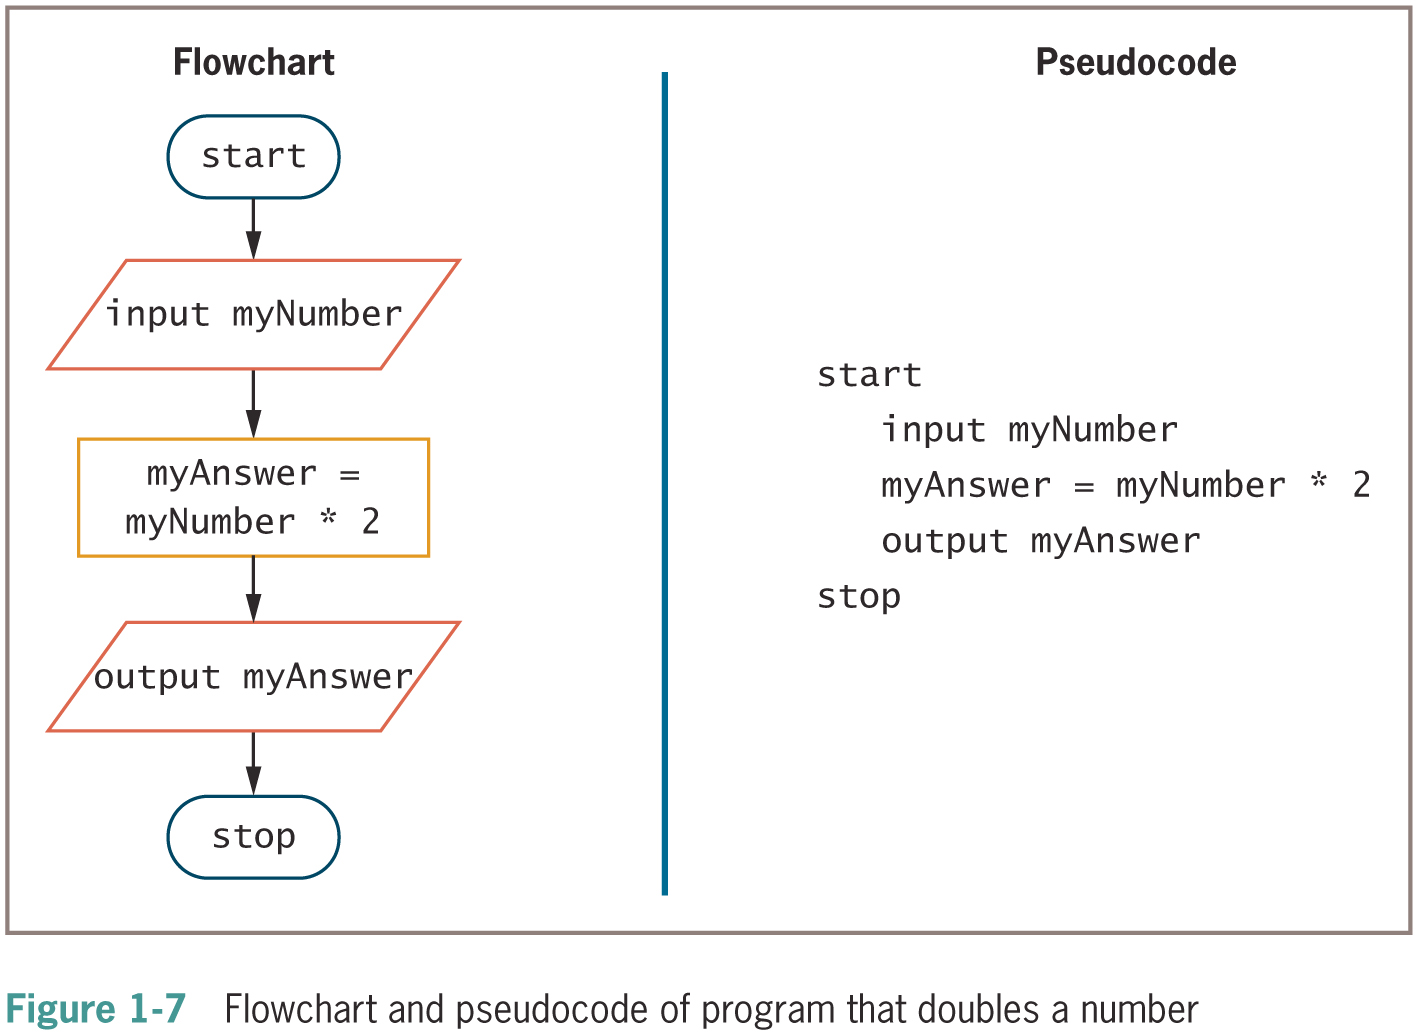 Flowchart
start
input myNumber
myAnswer =
myNumber * 2
output myAnswer
stop
Pseudocode
start
input myNumber
myAnswer = myNumber * 2
output myAnswer
stop
Figure 1-7 Flowchart and pseudocode of program that doubles a number